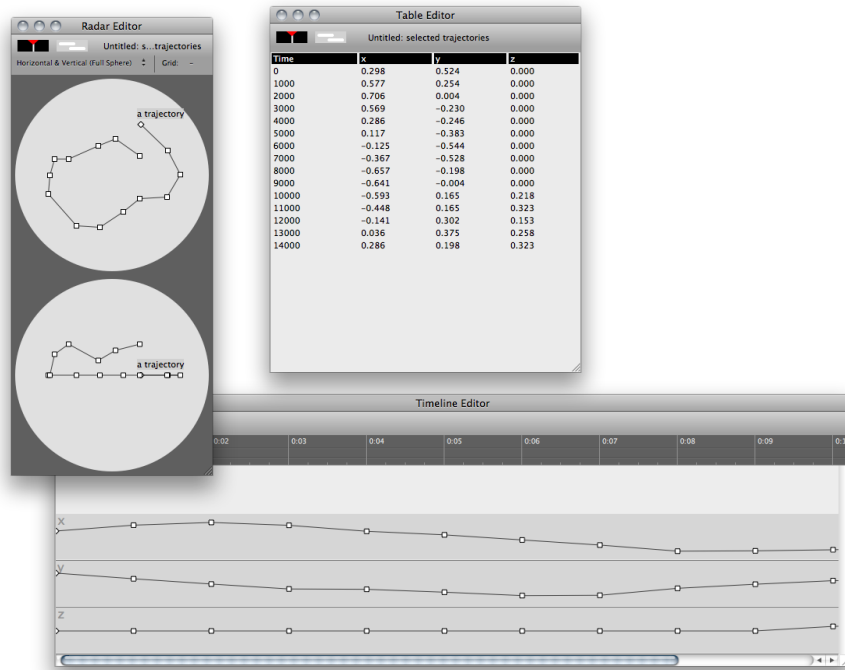 Radar Editor
Untitled: s...trajectories
Horizontal & Vertical (Full Sphere) Grid: -
a trajectory
a trajectory
Table Editor
Untitled: selected trajectories
Time x y z
0 0.298 0.524 0.000
1000 0.577 0.254 0.000
2000 0.706 0.004 0.000
3000 0.569 -0.230 0.000
4000 0.286 -0.246 0.000
5000 0.117 -0.383 0.000
6000 -0.125 -0.544 0.000
7000 -0.367 -0.528 0.000
8000 -0.657 -0.198 0.000
9000 -0.641 -0.004 0.000
10000 -0.593 0.165 0.218
11000 -0.448 0.165 0.323
12000 -0.141 0.302 0.153
13000 0.036 0.375 0.258
14000 0.286 0.198 0.323
Timeline Editor
0:02 0:03 0:04 0:05 0:06 0:07 0:08 0:09
x
y
z